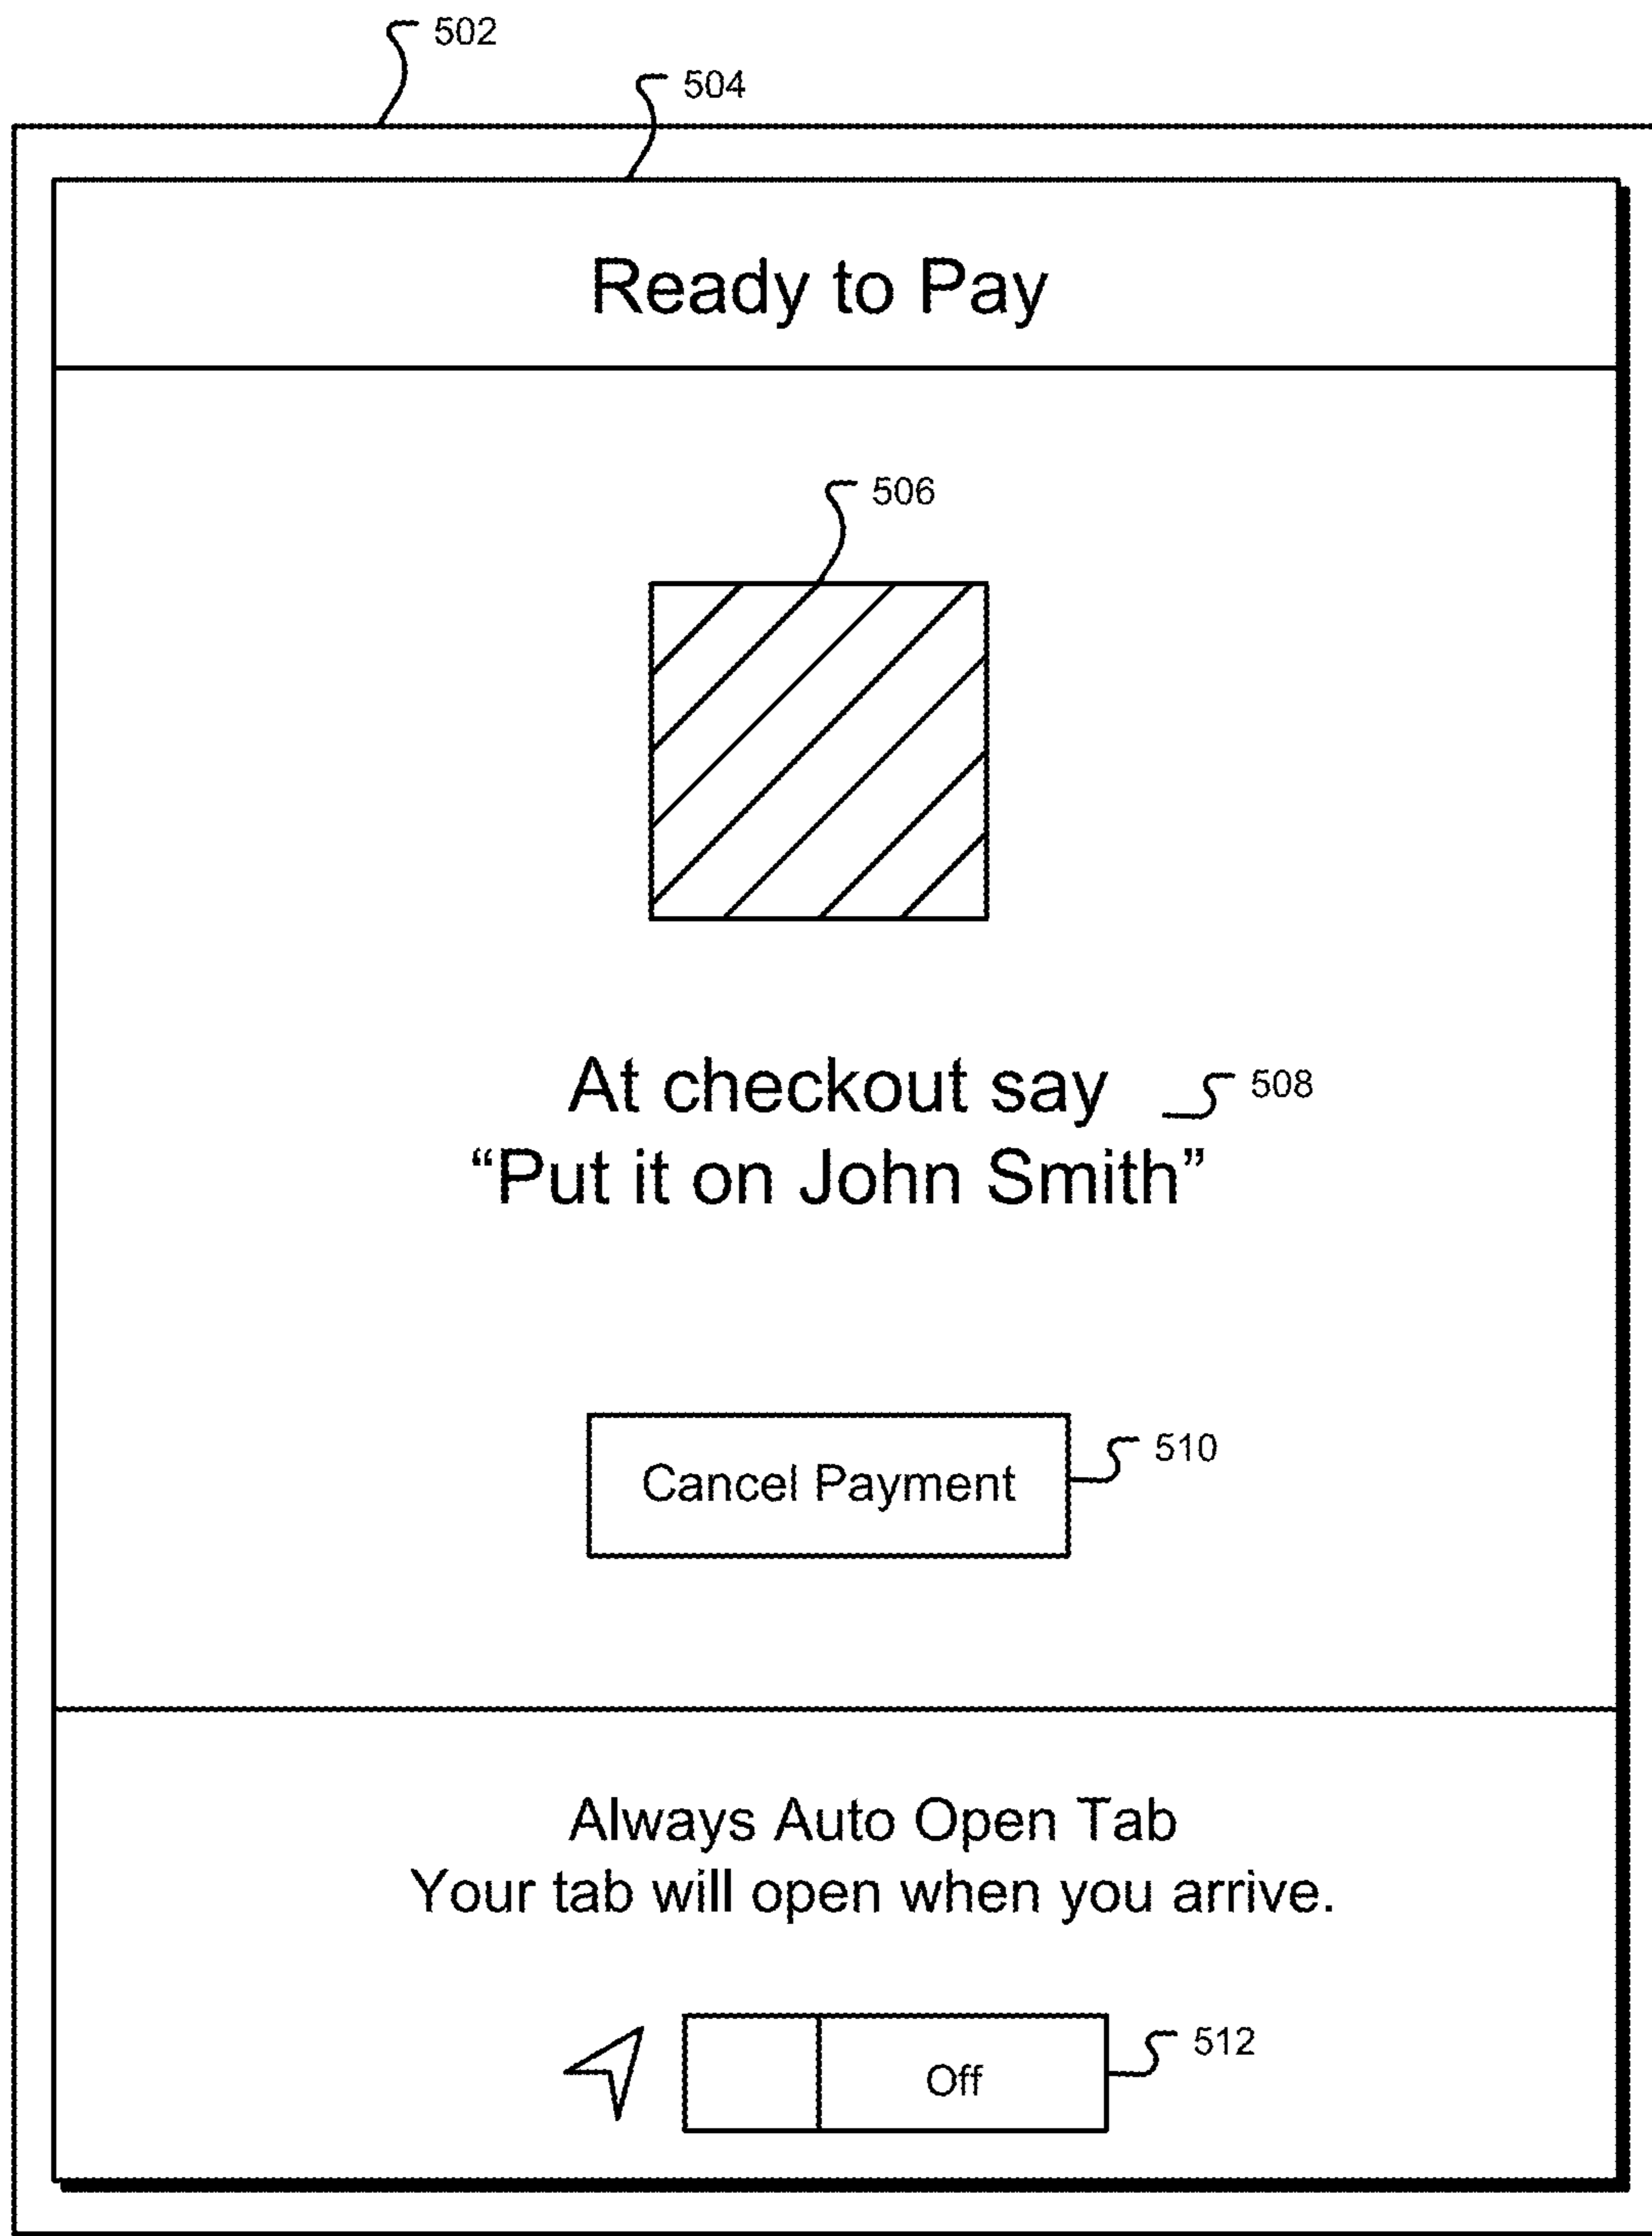 502
504
Ready to Pay
506
At checkout say
508
“Put it on John Smith”
Cancel Payment
510
Always Auto Open Tab
Your tab will open when you arrive.
Off
512